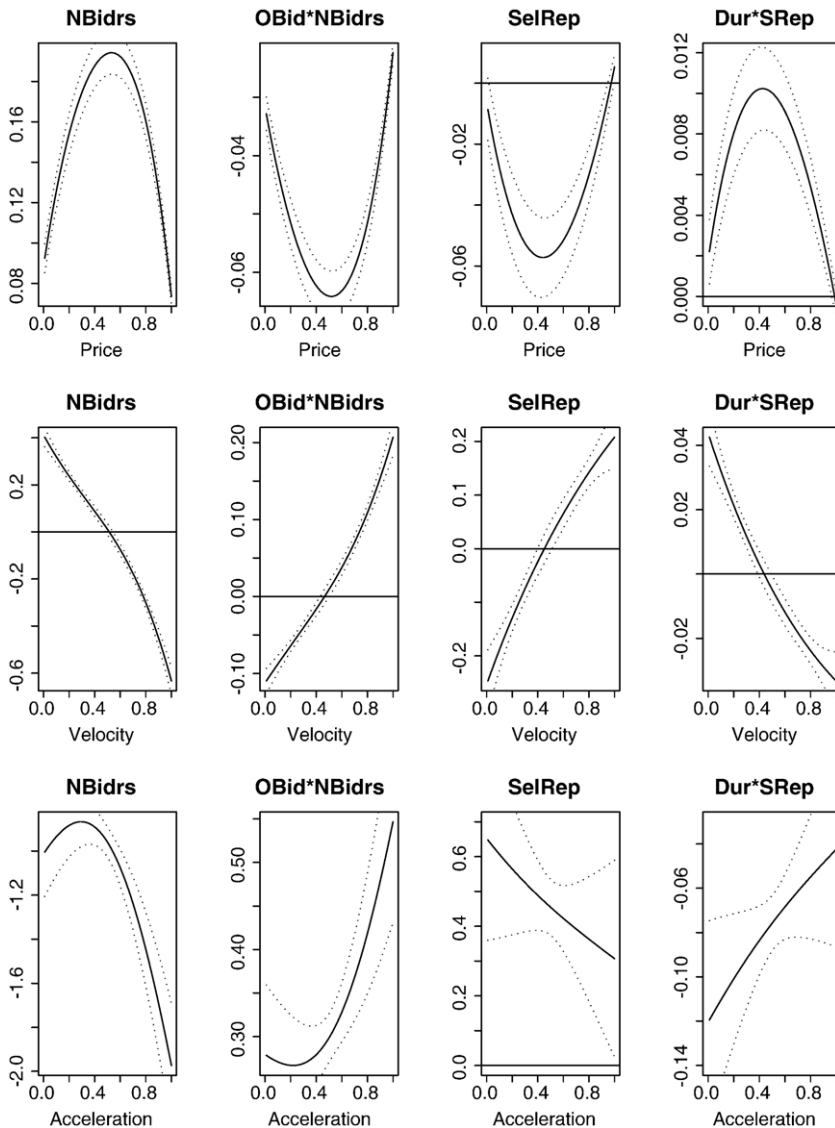 NBidrs OBid*NBidrs SelRep Dur*SRep
0.08 0.12 0.16
-0.06 -0.04
-0.06 -0.02
0.000 0.004 0.008 0.012
0.0 0.4 0.8 0.0 0.4 0.8 0.0 0.4 0.8 0.0 0.4 0.8
Price Price Price Price
NBidrs OBid*NBidrs SelRep Dur*SRep
-0.6 -0.2 0.2
-0.10 0.00 0.10 0.20
-0.2 0.0 0.1 0.2
-0.02 0.02 0.04
0.0 0.4 0.8 0.0 0.4 0.8 0.0 0.4 0.8 0.0 0.4 0.8
Velocity Velocity Velocity Velocity
NBidrs OBid*NBidrs SelRep Dur*SRep
-2.0 -1.6 -1.2
0.30 0.40 0.50
0.0 0.2 0.4 0.6
-0.14 -0.10 -0.06
0.0 0.4 0.8 0.0 0.4 0.8 0.0 0.4 0.8 0.0 0.4 0.8
Acceleration Acceleration Acceleration Acceleration